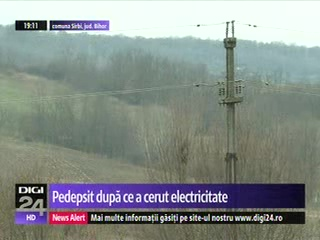 19:11
comuna Sirbi, jud. Bihor
DIGI
24
HD
Pedepsit după ce a cerut electricitate
News Alert
Mai multe informații găsiți pe site-ul nostru www.digi24.ro